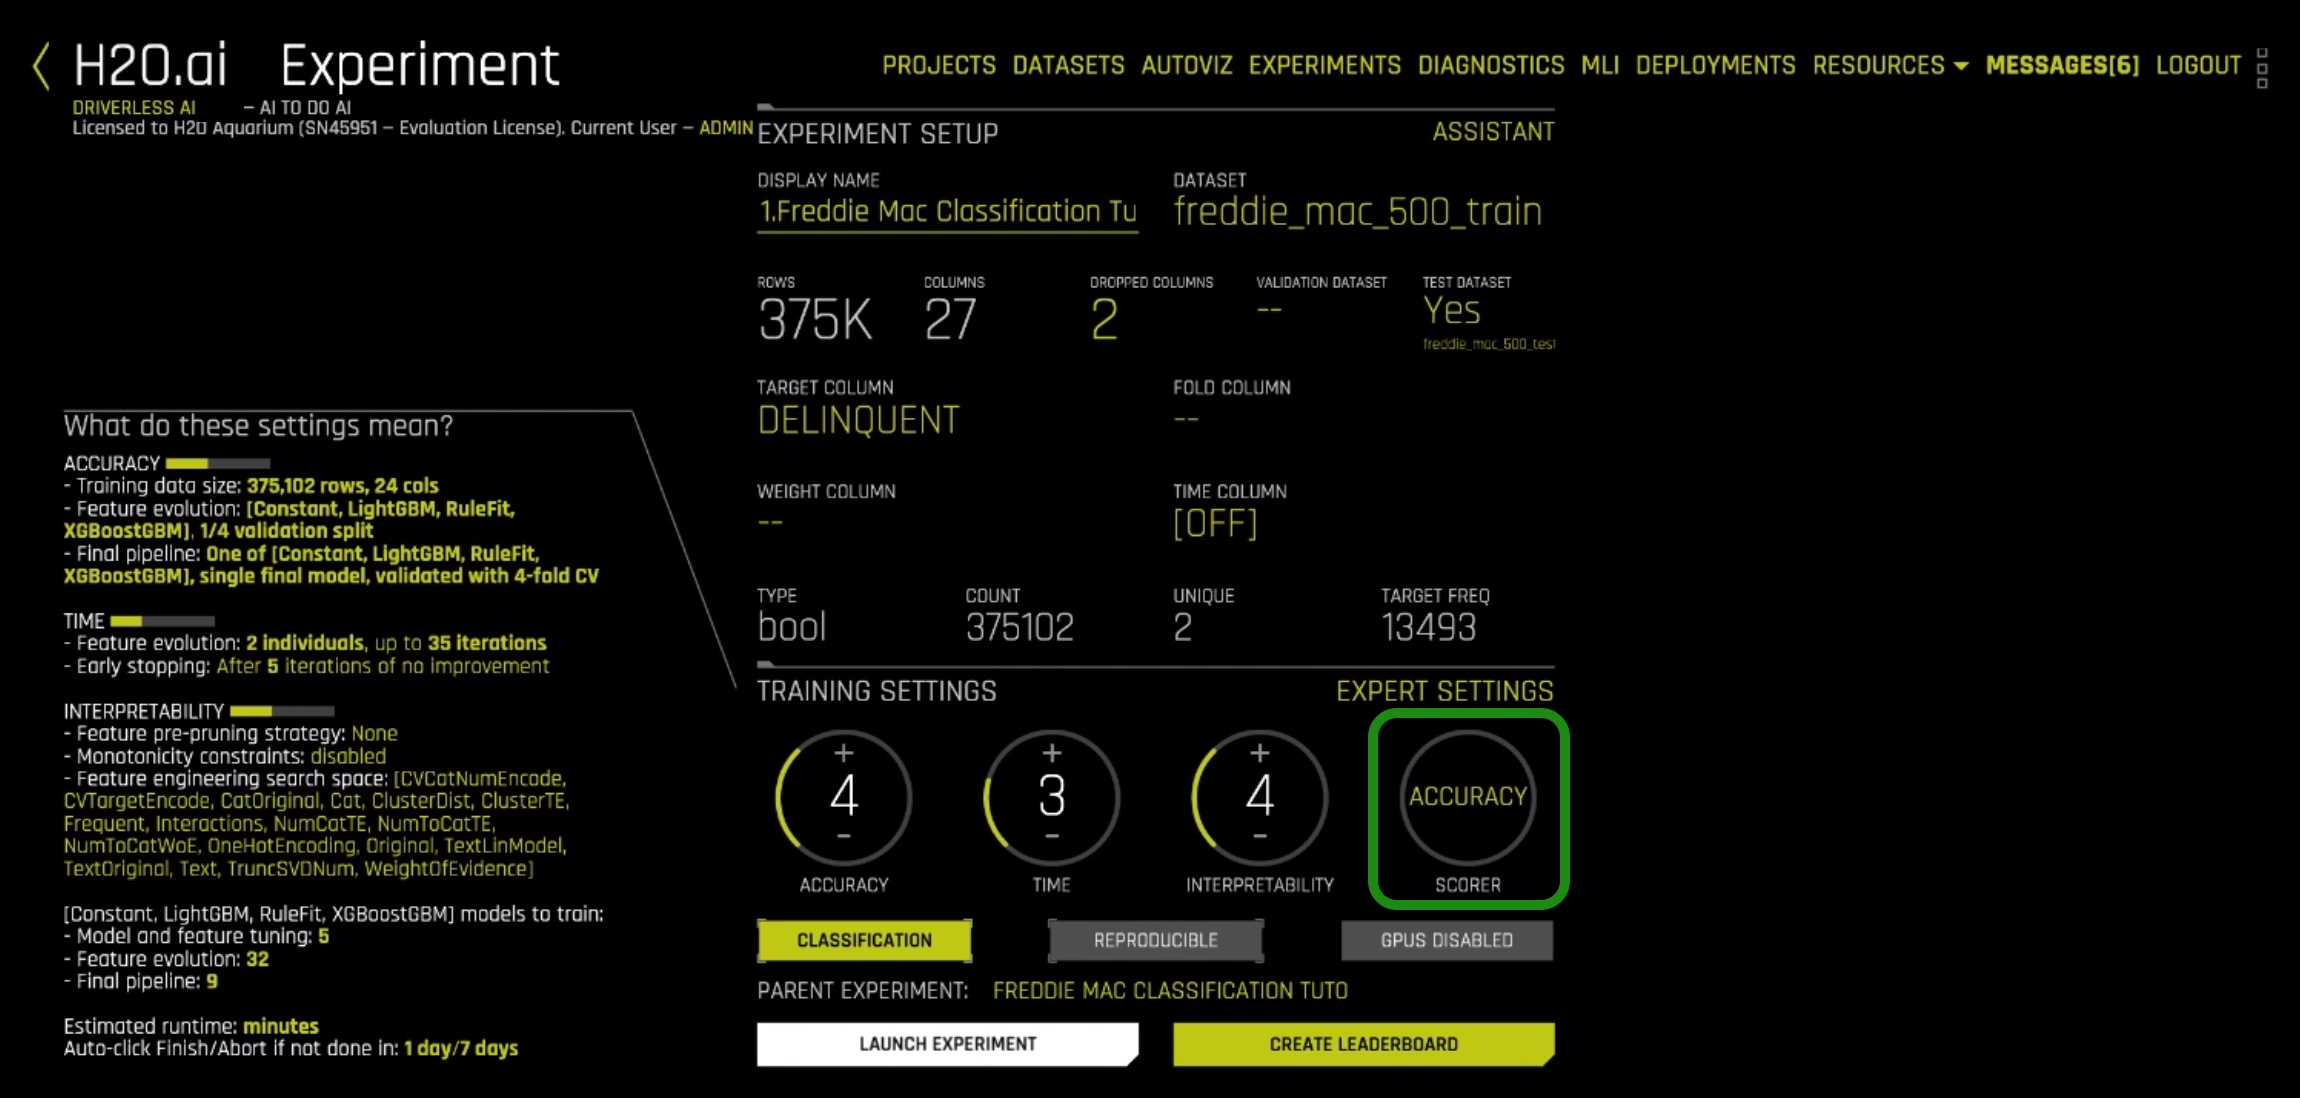 H2O.ai Experiment
DRIVERLESS AI – AI TO DO AI
Licensed to H2O Aquarium (SN45951 – Evaluation License). Current User – ADMIN
PROJECTS DATASETS AUTOVIZ EXPERIMENTS DIAGNOSTICS MLI DEPLOYMENTS RESOURCES MESSAGES[6] LOGOUT
EXPERIMENT SETUP ASSISTANT
DISPLAY NAME DATASET
1.Freddie Mac Classification Tu freddie_mac_500_train
ROWS COLUMNS DROPPED COLUMNS VALIDATION DATASET TEST DATASET
375K 27 2 -- Yes
freddie_mac_500_test
TARGET COLUMN FOLD COLUMN
DELINQUENT --
WEIGHT COLUMN TIME COLUMN
-- [OFF]
TYPE COUNT UNIQUE TARGET FREQ
bool 375102 2 13493
What do these settings mean?
ACCURACY
- Training data size: 375,102 rows, 24 cols
- Feature evolution: [Constant, LightGBM, RuleFit,
XGBoostGBM], 1/4 validation split
- Final pipeline: One of [Constant, LightGBM, RuleFit,
XGBoostGBM], single final model, validated with 4-fold CV
TIME
- Feature evolution: 2 individuals, up to 35 iterations
- Early stopping: After 5 iterations of no improvement
INTERPRETABILITY
- Feature pre-pruning strategy: None
- Monotonicity constraints: disabled
- Feature engineering search space: [CVCatNumEncode,
CVTargetEncode, CatOriginal, Cat, ClusterDist, ClusterTE,
Frequent, Interactions, NumCatTE, NumToCatTE,
NumToCatWoE, OneHotEncoding, Original, TextLinModel,
TextOriginal, Text, TruncSVDNum, WeightOfEvidence]
[Constant, LightGBM, RuleFit, XGBoostGBM] models to train:
- Model and feature tuning: 5
- Feature evolution: 32
- Final pipeline: 9
Estimated runtime: minutes
Auto-click Finish/Abort if not done in: 1 day/7 days
TRAINING SETTINGS EXPERT SETTINGS
+ + +
4 3 4 ACCURACY
- - -
ACCURACY TIME INTERPRETABILITY SCORER
CLASSIFICATION REPRODUCIBLE GPUS DISABLED
PARENT EXPERIMENT: FREDDIE MAC CLASSIFICATION TUTO
LAUNCH EXPERIMENT CREATE LEADERBOARD